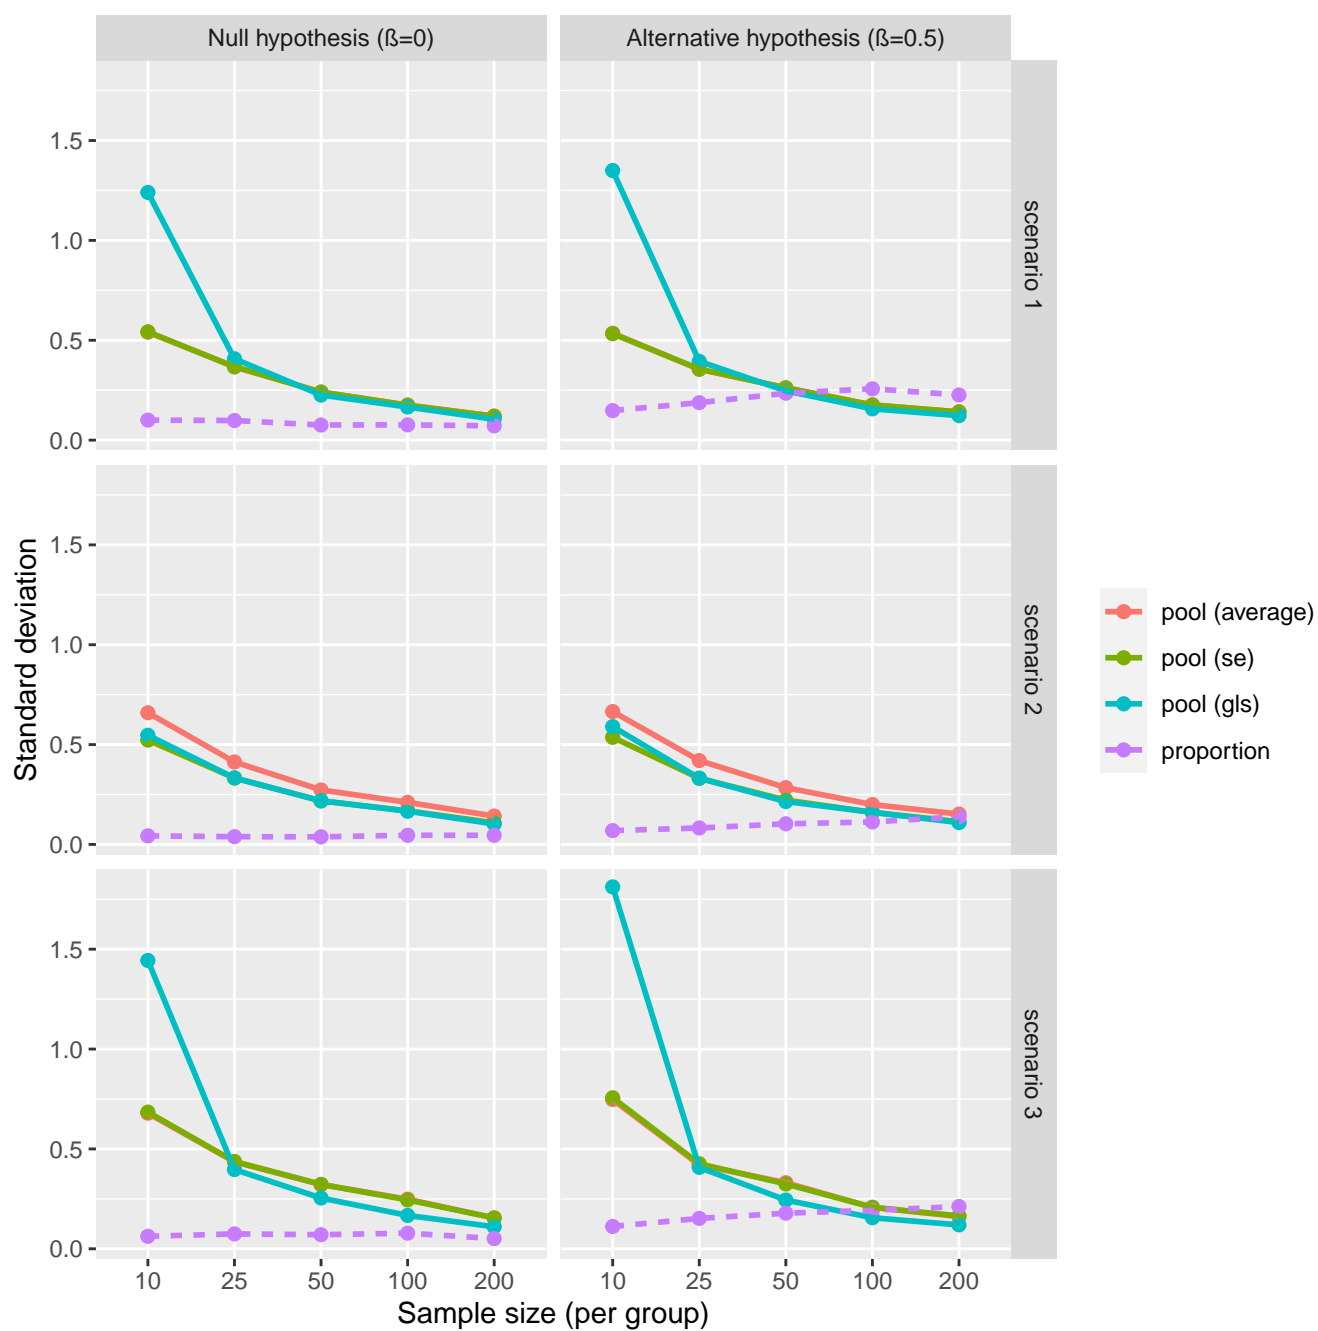 Null hypothesis (ß=0)
Alternative hypothesis (ß=0.5)
1.5
1.0
0.5
0.0
scenario 1
1.5
1.0
0.5
0.0
scenario 2
1.5
1.0
0.5
0.0
scenario 3
Standard deviation
10 25 50 100 200
10 25 50 100 200
Sample size (per group)
pool (average)
pool (se)
pool (gls)
proportion